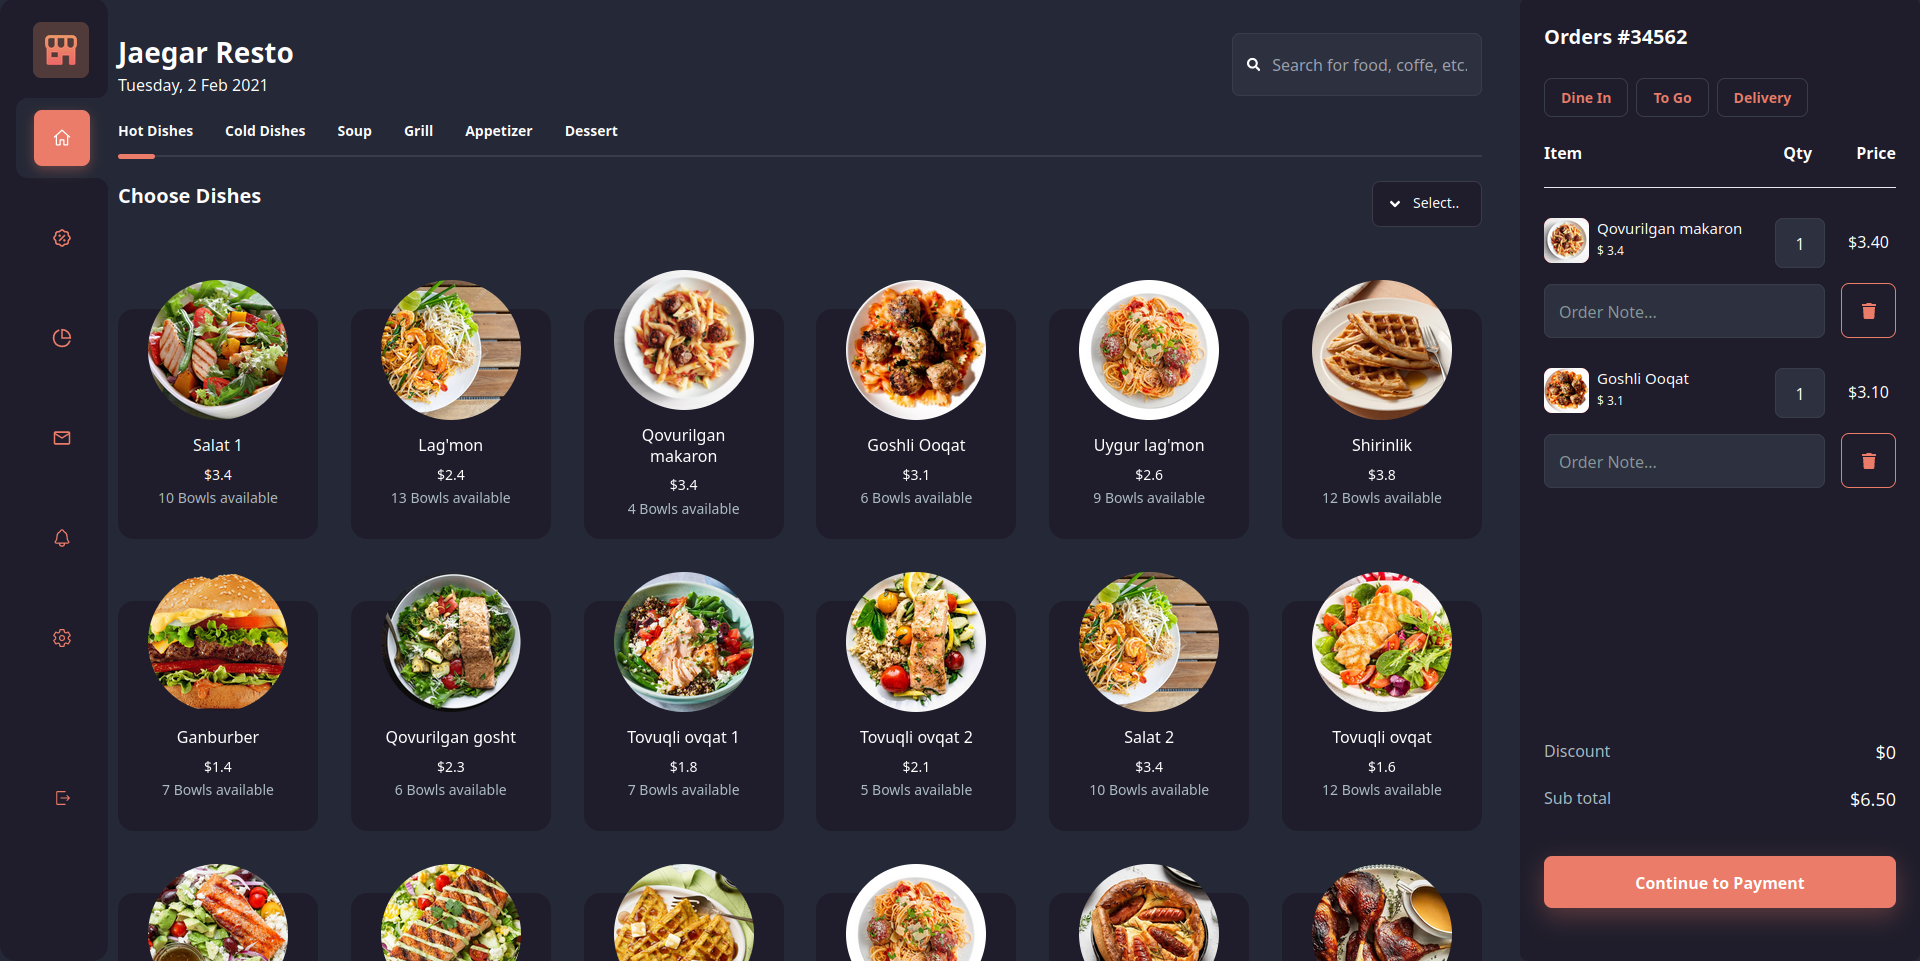 Jaegar Resto
Tuesday, 2 Feb 2021
Search for food, coffe, etc.
Hot Dishes
Cold Dishes
Soup
Grill
Appetizer
Dessert
Choose Dishes
Select..
Salat 1
$3.4
10 Bowls available
Lag'mon
$2.4
13 Bowls available
Qovurilgan
makaron
$3.4
4 Bowls available
Goshli Ooqat
$3.1
6 Bowls available
Uygur lag'mon
$2.6
9 Bowls available
Shirinlik
$3.8
12 Bowls available
Ganburber
$1.4
7 Bowls available
Qovurilgan gosht
$2.3
6 Bowls available
Tovuqli ovqat 1
$1.8
7 Bowls available
Tovuqli ovqat 2
$2.1
5 Bowls available
Salat 2
$3.4
10 Bowls available
Tovuqli ovqat
$1.6
12 Bowls available
Orders #34562
Dine In
To Go
Delivery
Item Qty Price
Qovurilgan makaron
$ 3.4
1
$3.40
Order Note...
Goshli Ooqat
$ 3.1
1
$3.10
Order Note...
Discount $0
Sub total $6.50
Continue to Payment